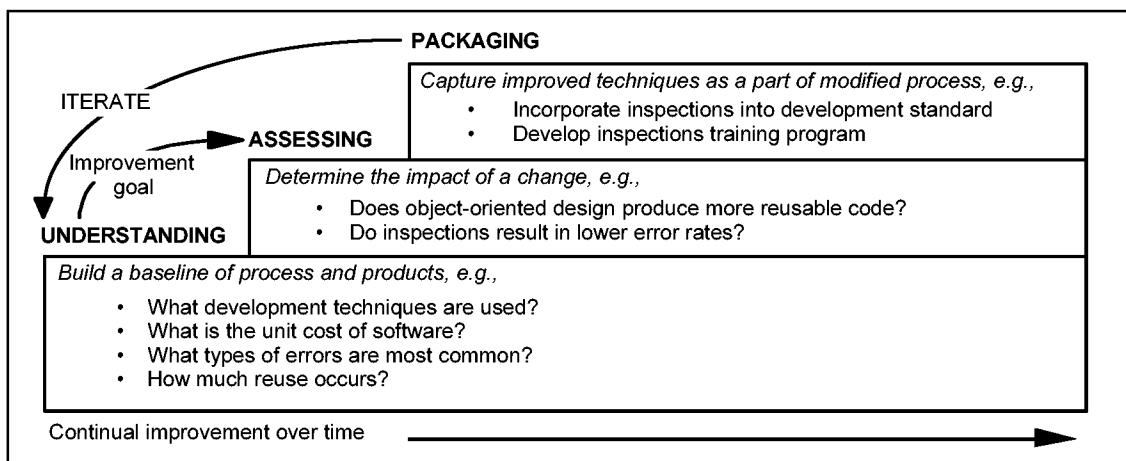 PACKAGING
Capture improved techniques as a part of modified process, e.g.,
• Incorporate inspections into development standard
• Develop inspections training program
ITERATE
ASSESSING
Improvement
goal
Determine the impact of a change, e.g.,
• Does object-oriented design produce more reusable code?
• Do inspections result in lower error rates?
UNDERSTANDING
Build a baseline of process and products, e.g.,
• What development techniques are used?
• What is the unit cost of software?
• What types of errors are most common?
• How much reuse occurs?
Continual improvement over time